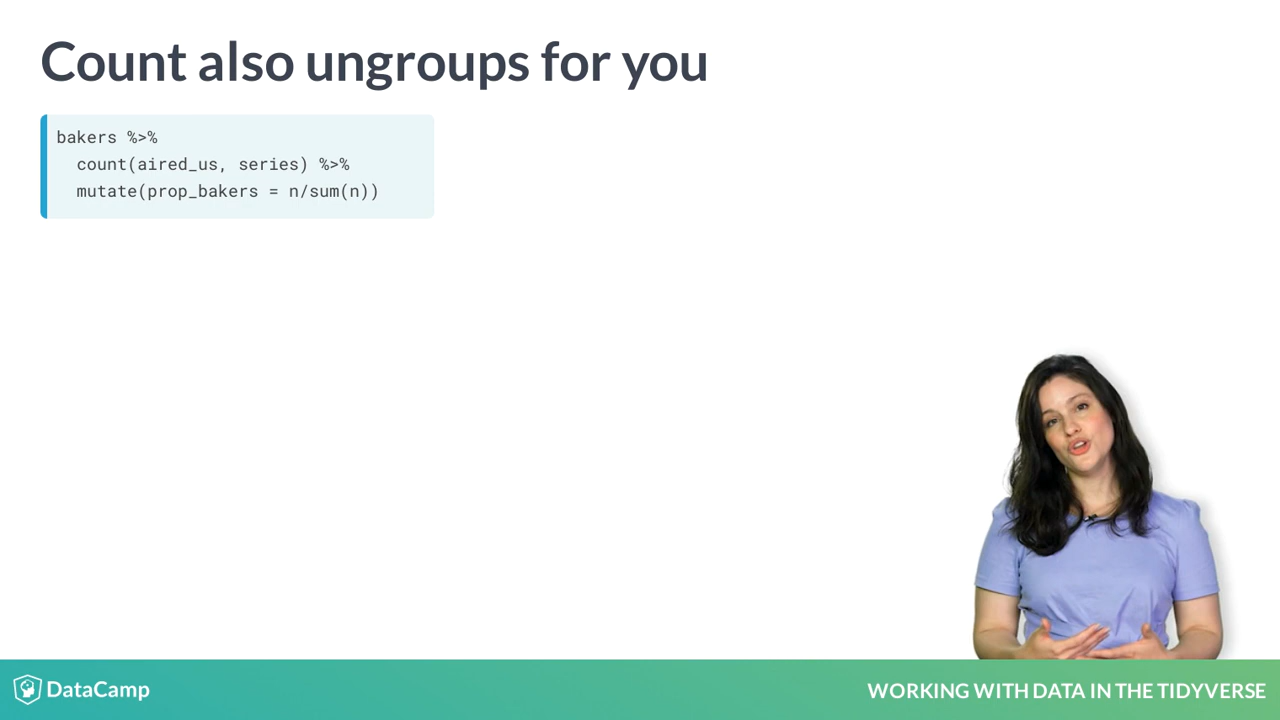 Count also ungroups for you
bakers %>%
count(aired_us, series) %>%
mutate(prop_bakers = n/sum(n))
DataCamp
WORKING WITH DATA IN THE TIDYVERSE